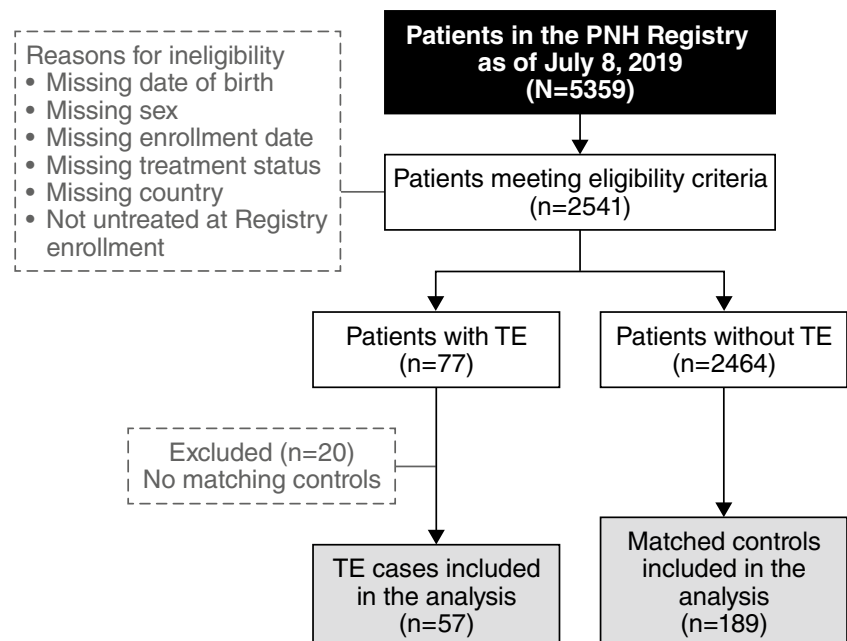 Patients in the PNH Registry
as of July 8, 2019
(N=5359)
Reasons for ineligibility
• Missing date of birth
• Missing sex
• Missing enrollment date
• Missing treatment status
• Missing country
• Not untreated at Registry
enrollment
Patients meeting eligibility criteria
(n=2541)
Patients with TE
(n=77)
Patients without TE
(n=2464)
Excluded (n=20)
No matching controls
TE cases included
in the analysis
(n=57)
Matched controls
included in the
analysis
(n=189)